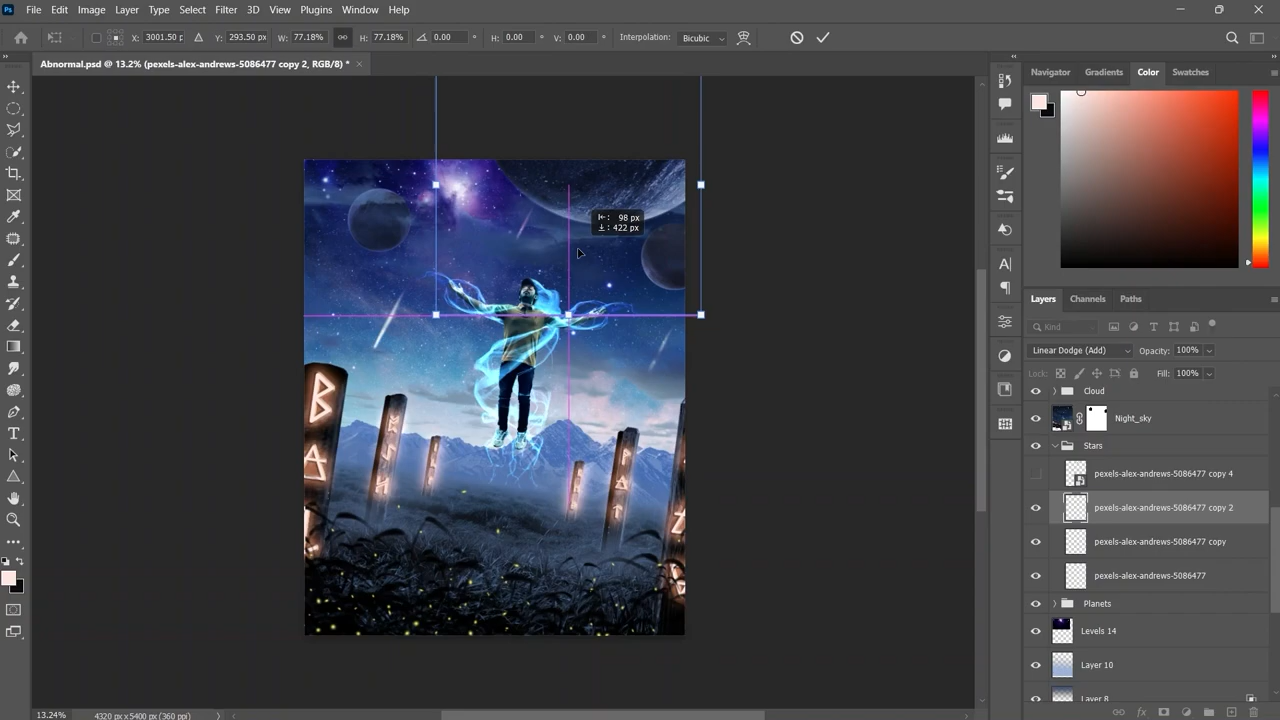 Ps File Edit Image Layer Type Select Filter 3D View Plugins Window Help
X: 3001.50 p Y: 293.50 px W: 77.18% H: 77.18% 0.00 ° H: 0.00 ° V: 0.00 ° Interpolation: Bicubic
Abnormal.psd @ 13.2% (pexels-alex-andrews-5086477 copy 2, RGB/8) * ×
Navigator Gradients Color Swatches
98 px
: 422 px
Layers Channels Paths
Kind
Linear Dodge (Add) Opacity: 100%
Lock: Fill: 100%
Cloud
Night_sky
Stars
pexels-alex-andrews-5086477 copy 4
pexels-alex-andrews-5086477 copy 2
pexels-alex-andrews-5086477 copy
pexels-alex-andrews-5086477
Planets
Levels 14
Layer 10
Layer 8
13.24% 4320 px x 5400 px (360 ppi)